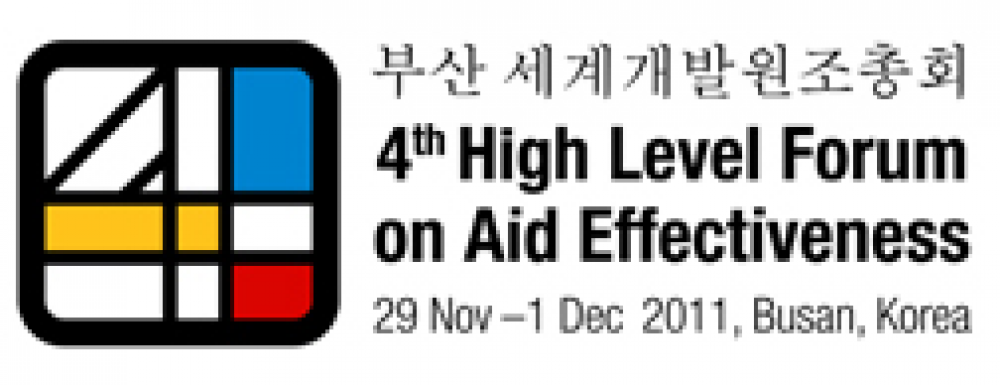 부산 세계개발원조총회
4th High Level Forum
on Aid Effectiveness
29 Nov –1 Dec 2011, Busan, Korea